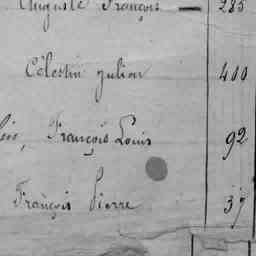 Auguste François — 285
Célestin Julien 400
François Louis 92
François Pierre 37